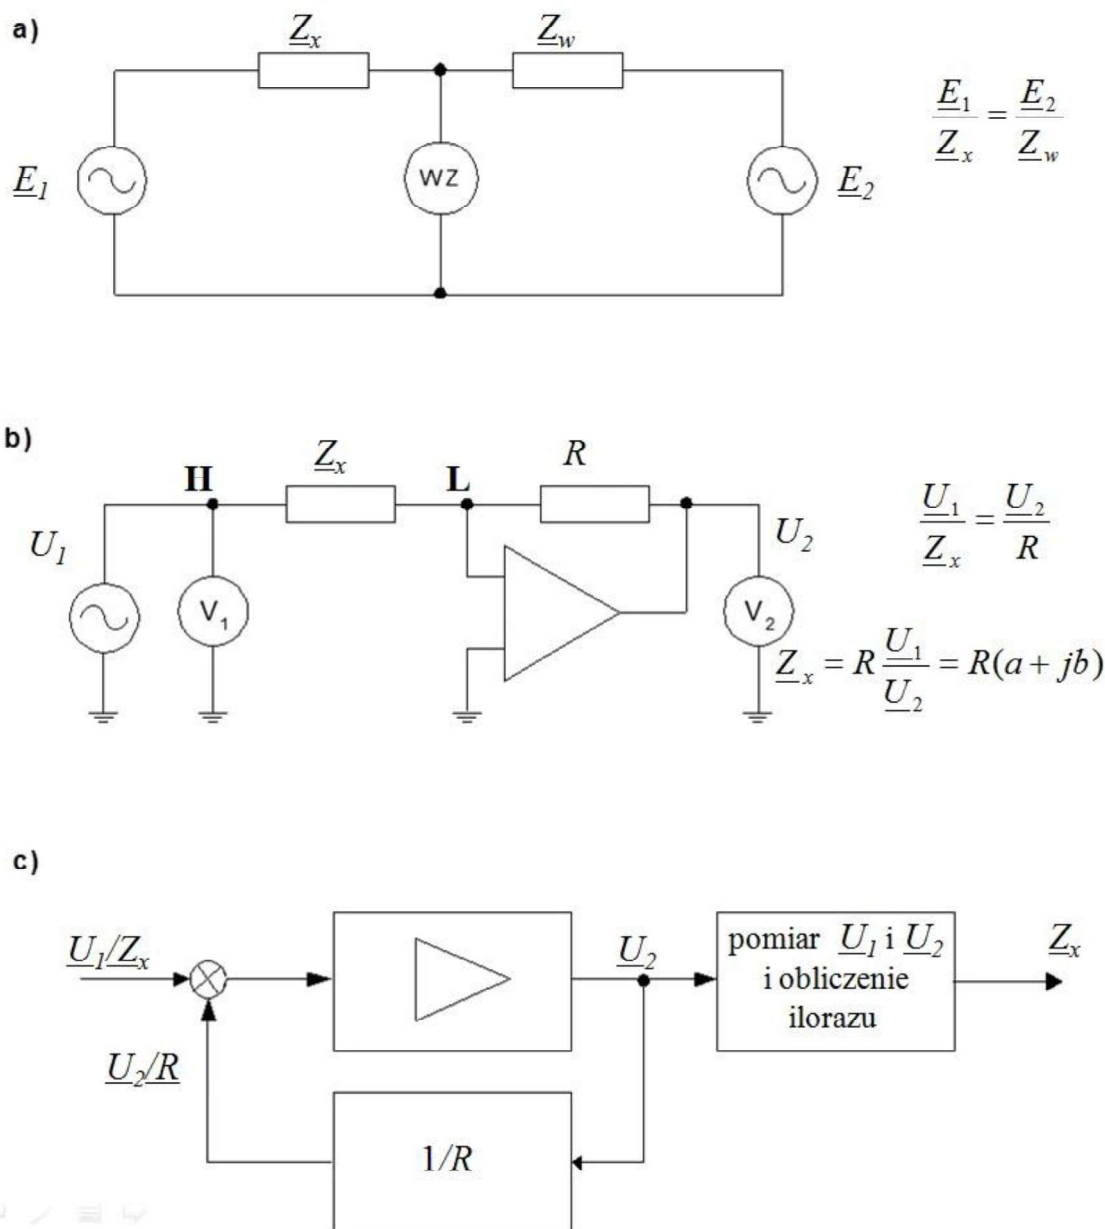 a)
Z_x
Z_w
E_1
WZ
E_2
E_1/Z_x = E_2/Z_w
b)
H
Z_x
L
R
U_1
V_1
U_2
V_2
U_1/Z_x = U_2/R
Z_x = R U_1/U_2 = R(a + jb)
c)
U_1/Z_x
U_2
pomiar U_1 i U_2
i obliczenie
ilorazu
Z_x
U_2/R
1/R